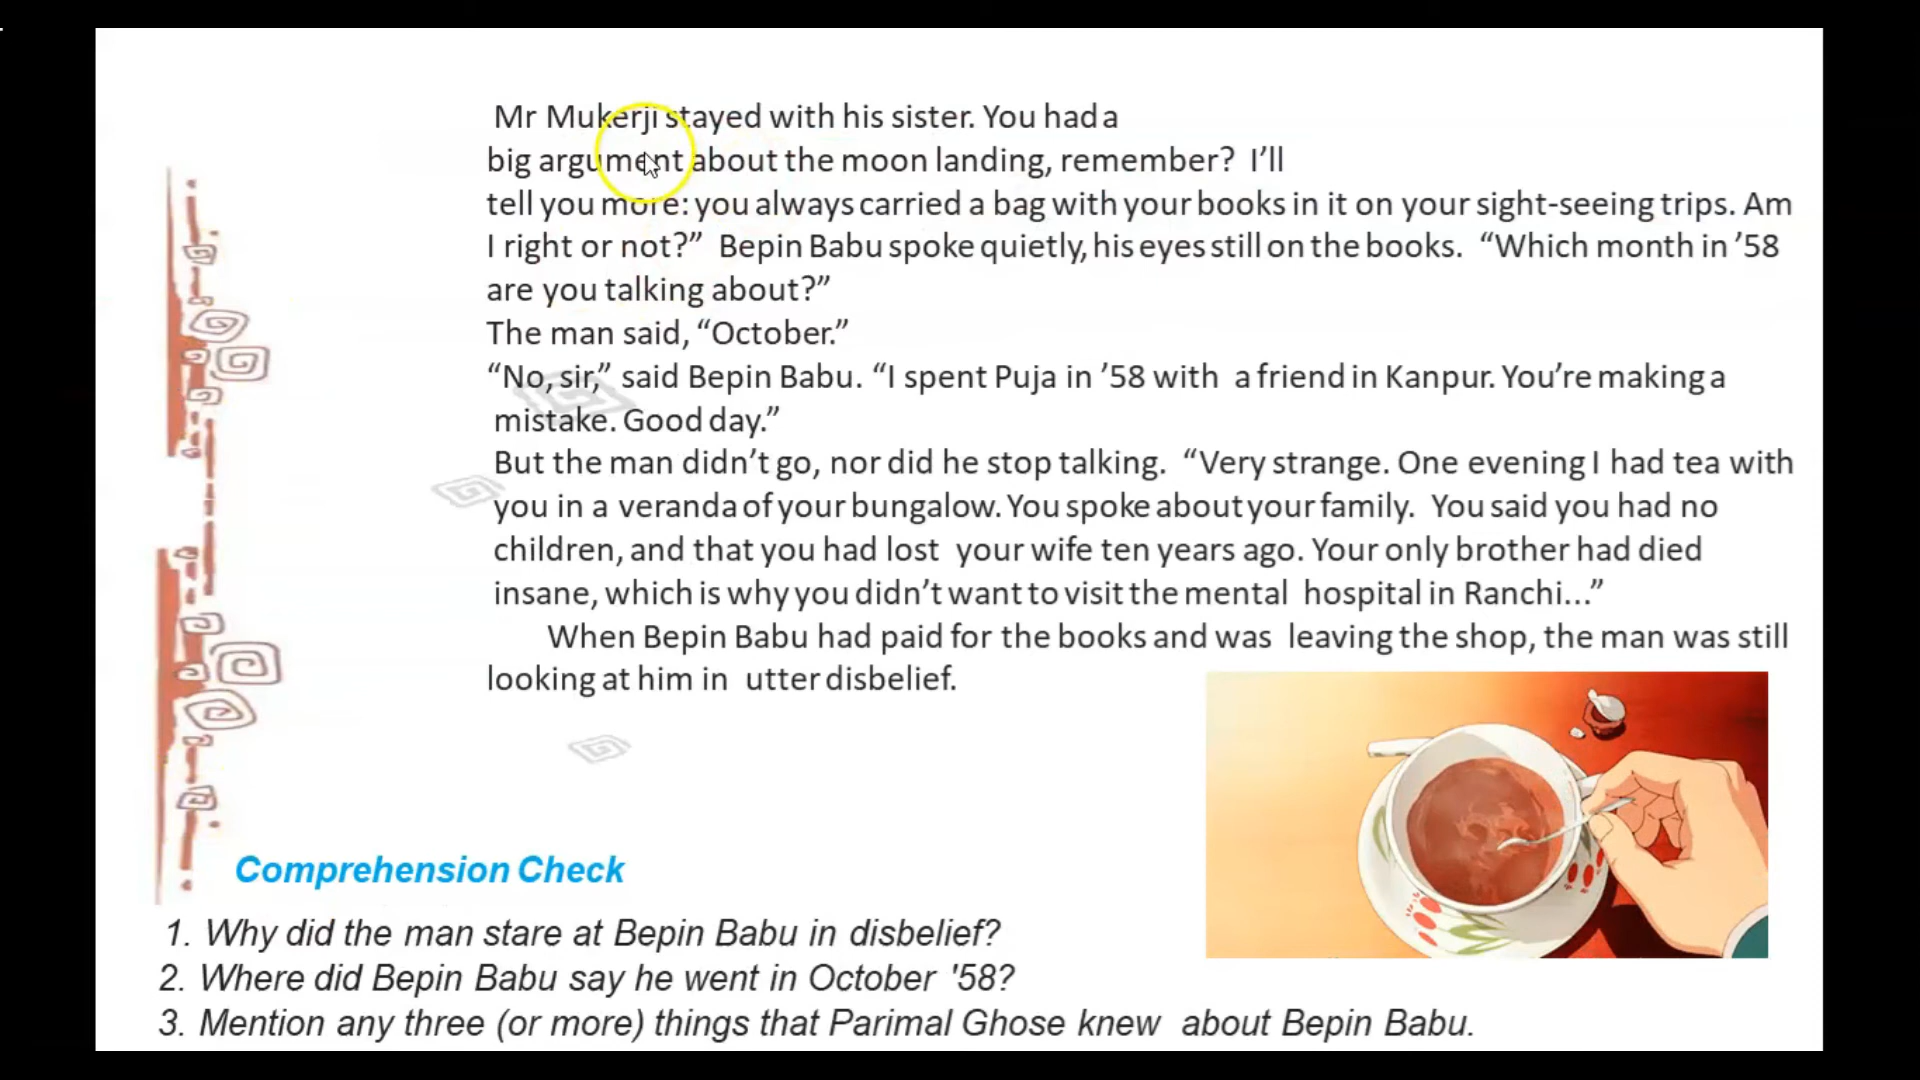 Mr Mukerji stayed with his sister. You had a
big argument about the moon landing, remember? I’ll
tell you more: you always carried a bag with your books in it on your sight-seeing trips. Am
I right or not?” Bepin Babu spoke quietly, his eyes still on the books. “Which month in ’58
are you talking about?”
The man said, “October.”
“No, sir,” said Bepin Babu. “I spent Puja in ’58 with a friend in Kanpur. You’re making a
mistake. Good day.”
But the man didn’t go, nor did he stop talking. “Very strange. One evening I had tea with
you in a veranda of your bungalow. You spoke about your family. You said you had no
children, and that you had lost your wife ten years ago. Your only brother had died
insane, which is why you didn’t want to visit the mental hospital in Ranchi...”
When Bepin Babu had paid for the books and was leaving the shop, the man was still
looking at him in utter disbelief.
Comprehension Check
1. Why did the man stare at Bepin Babu in disbelief?
2. Where did Bepin Babu say he went in October '58?
3. Mention any three (or more) things that Parimal Ghose knew about Bepin Babu.